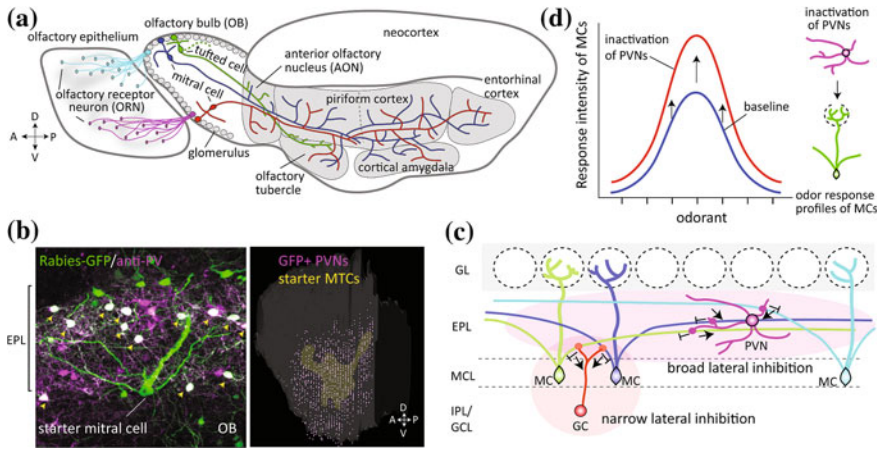 (a)
olfactory bulb (OB)
olfactory epithelium
tufted cell
neocortex
anterior olfactory
nucleus (AON)
mitral cell
entorhinal
cortex
olfactory receptor
neuron (ORN)
piriform cortex
D
A P
V
glomerulus
olfactory
tubercle
cortical amygdala
(b)
Rabies-GFP/anti-PV
EPL
starter mitral cell
OB
GFP+ PVNs
starter MTCs
D
A P
V
(d)
Response intensity of MCs
inactivation
of PVNs
baseline
odorant
inactivation
of PVNs
odor response
profiles of MCs
(c)
GL
EPL
PVN
MCL
MC
MC
broad lateral inhibition
MC
IPL/
GCL
GC
narrow lateral inhibition